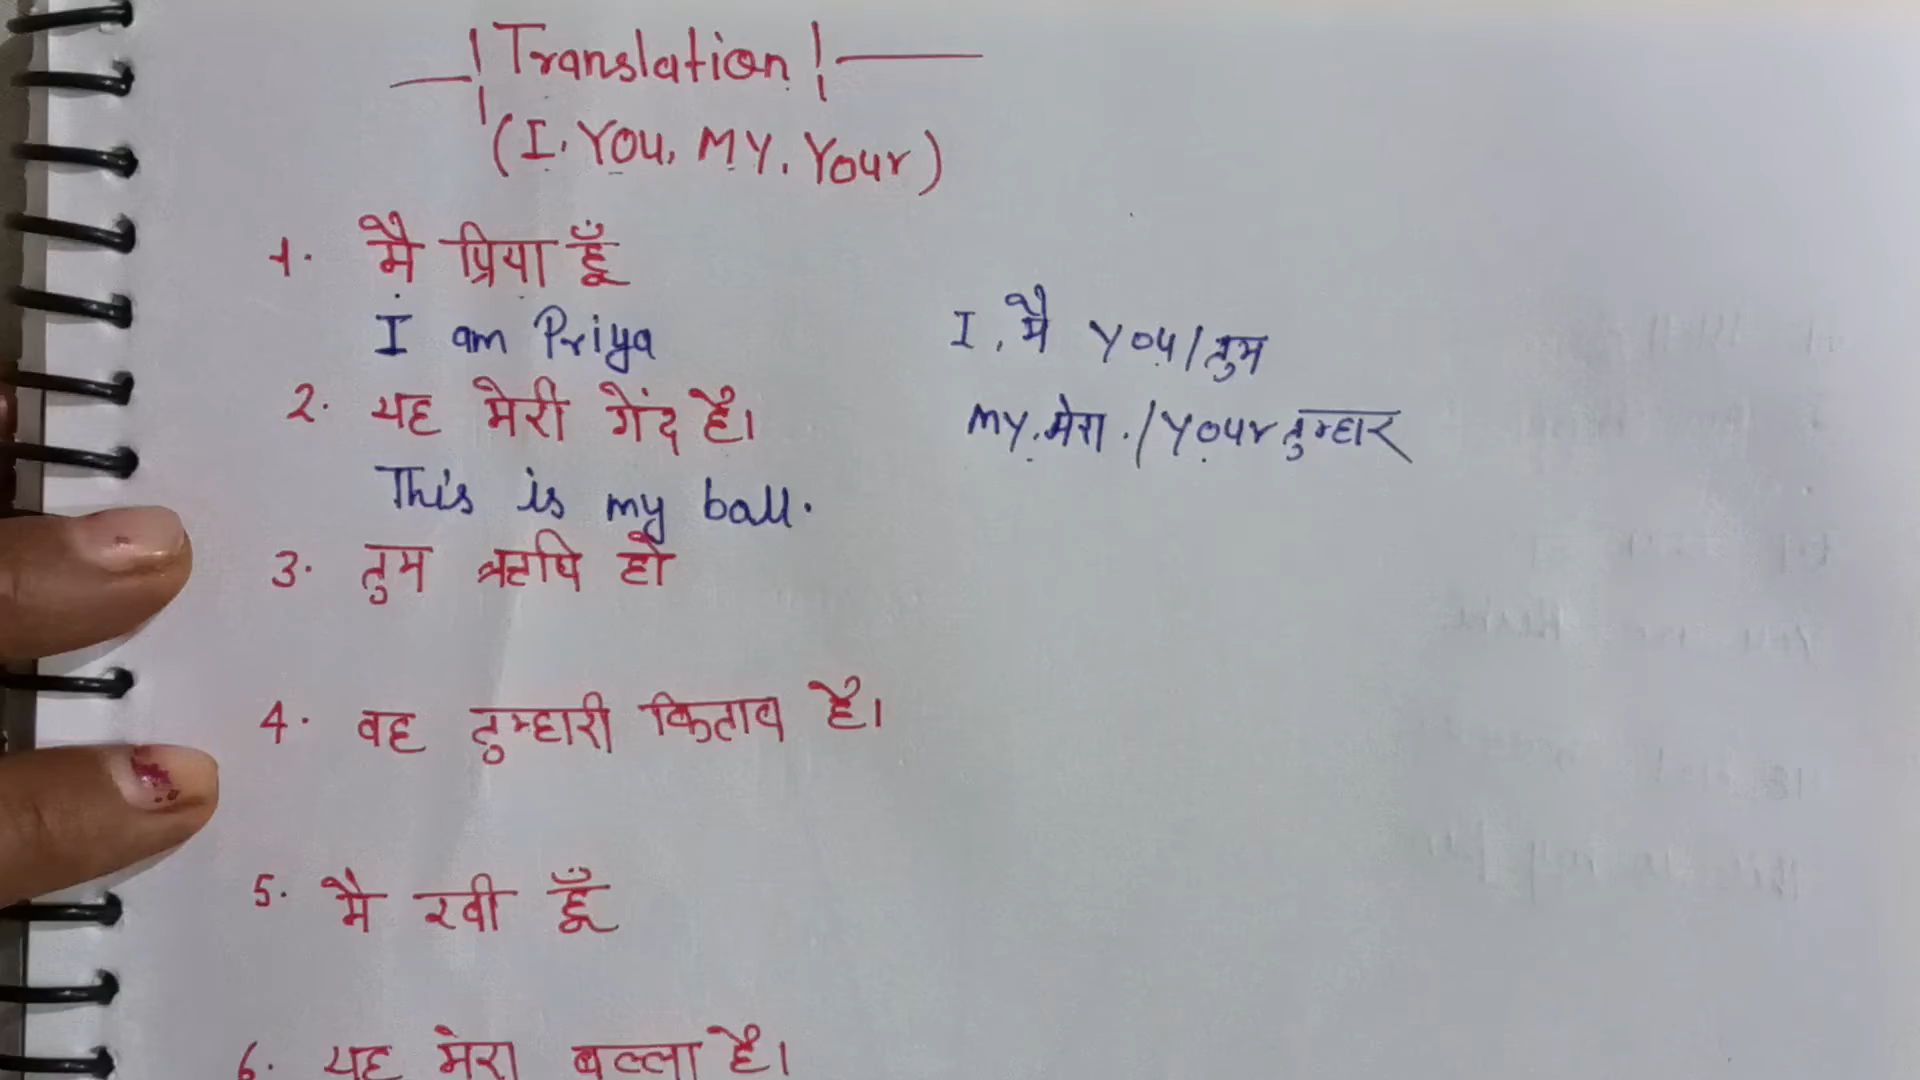 Translation
(I. You, My. Your)
1. मै प्रिया हूँ
I am Priya
2. यह मेरी गेंद है।
This is my ball.
3. तुम ऋषि हो
4. वह तुम्हारी किताब है।
5. मै रवी हूँ
6. यह मेरा बल्ला है।
I. मै You/तुम
My. मेरा. /Your तुम्हार